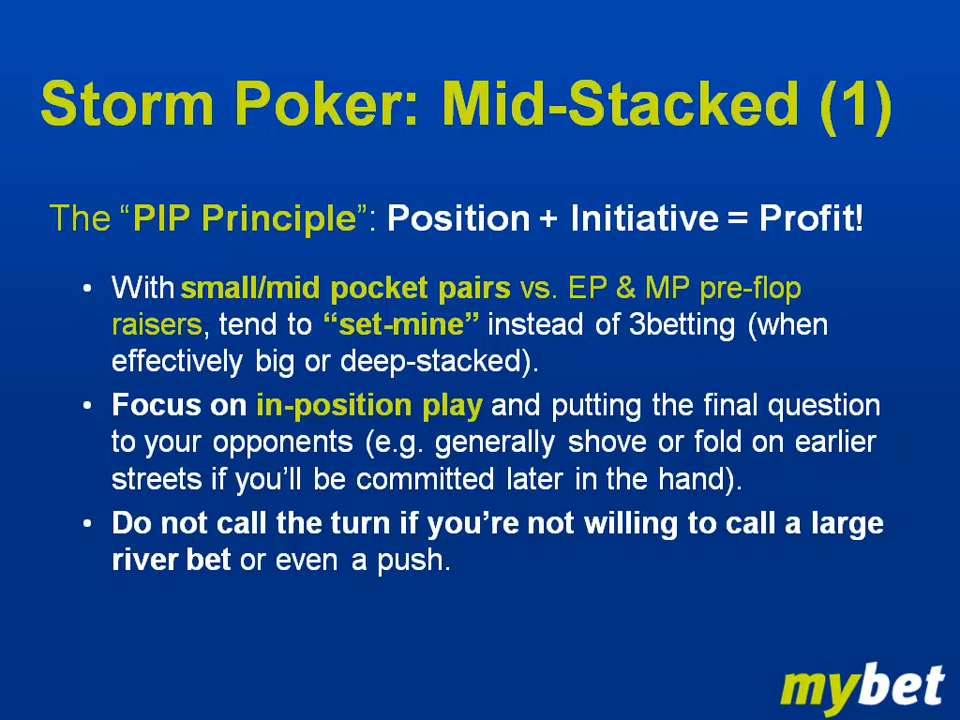 Storm Poker: Mid-Stacked (1)
The “PIP Principle”: Position + Initiative = Profit!
• With small/mid pocket pairs vs. EP & MP pre-flop
raisers, tend to “set-mine” instead of 3betting (when
effectively big or deep-stacked).
• Focus on in-position play and putting the final question
to your opponents (e.g. generally shove or fold on earlier
streets if you’ll be committed later in the hand).
• Do not call the turn if you’re not willing to call a large
river bet or even a push.
mybet